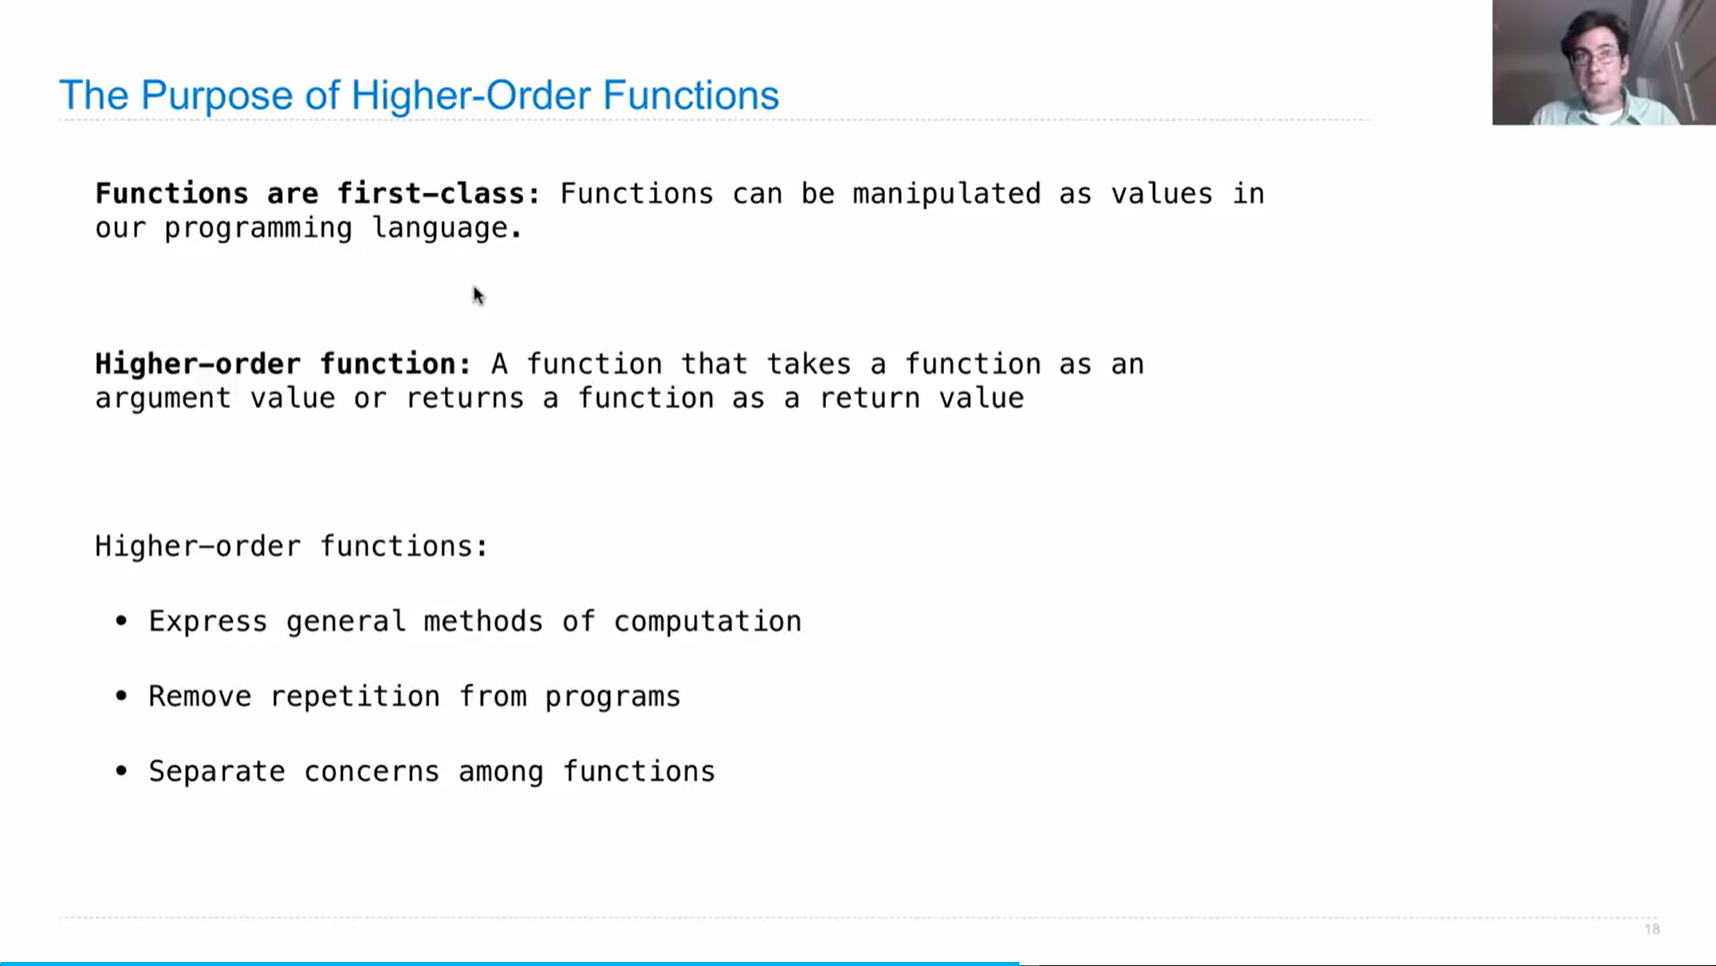 The Purpose of Higher-Order Functions
Functions are first-class: Functions can be manipulated as values in
our programming language.
Higher-order function: A function that takes a function as an
argument value or returns a function as a return value
Higher-order functions:
• Express general methods of computation
• Remove repetition from programs
• Separate concerns among functions
18